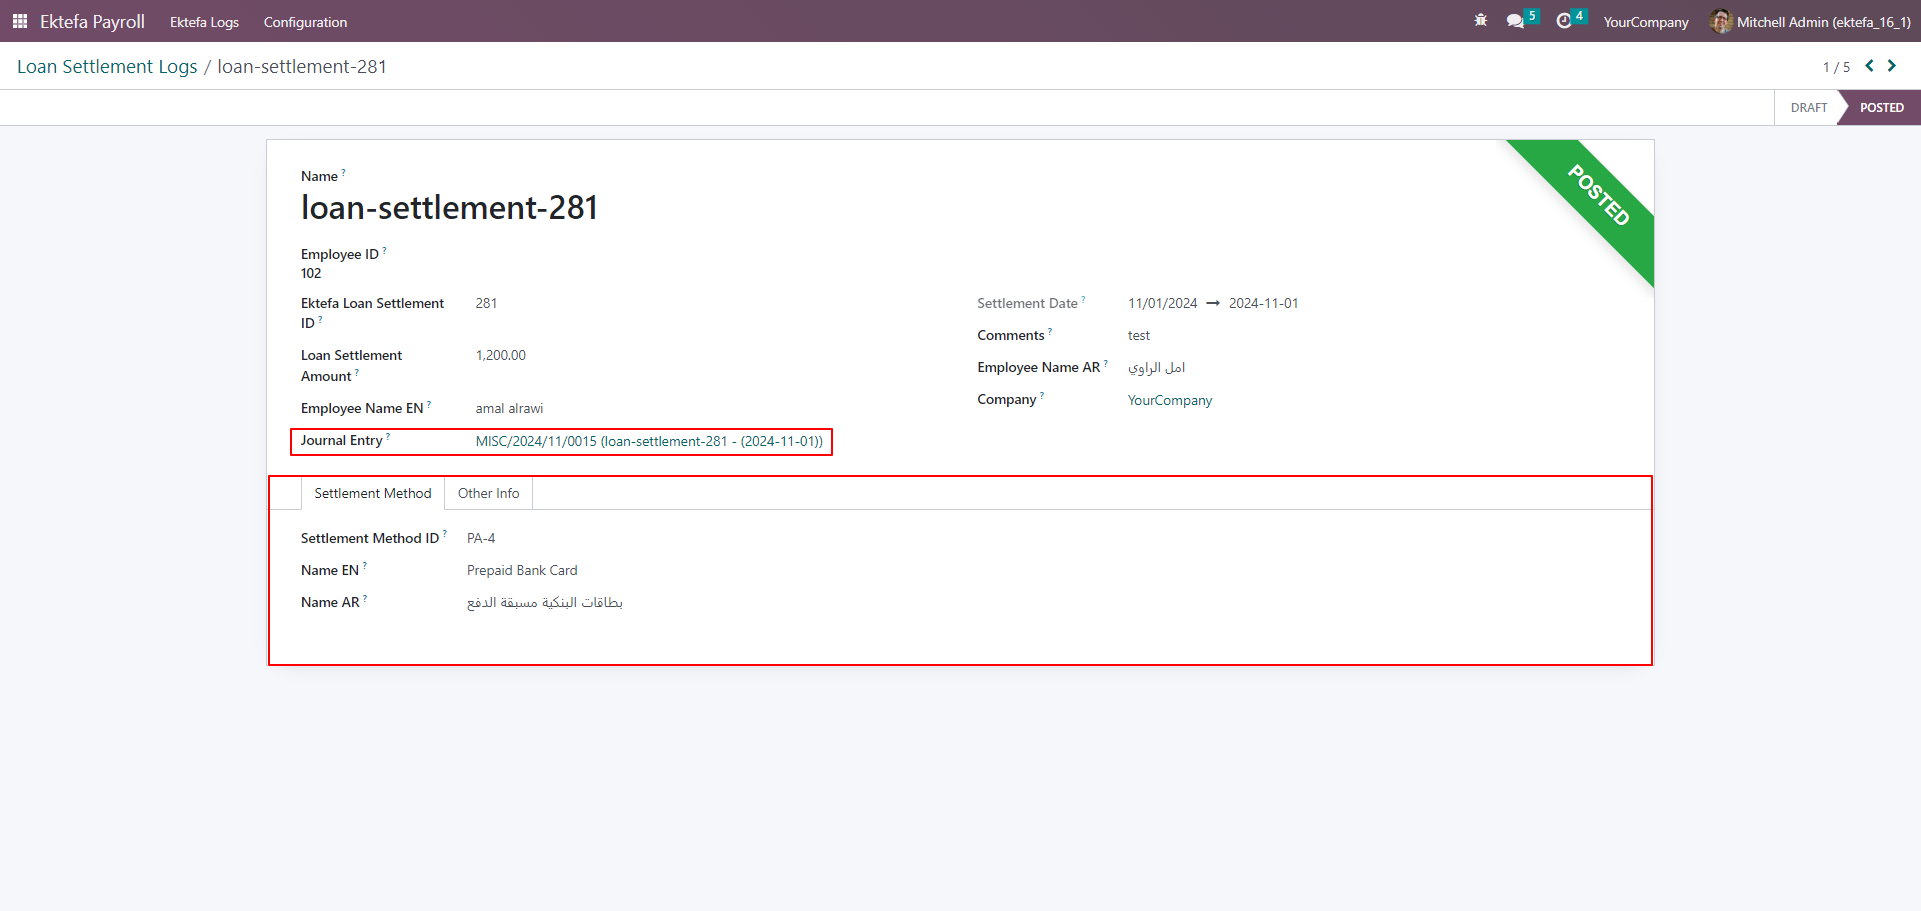 Ektefa Payroll Ektefa Logs Configuration 5 4 YourCompany Mitchell Admin (ektefa_16_1)
Loan Settlement Logs / loan-settlement-281 1 / 5
DRAFT POSTED
POSTED
Name ?
loan-settlement-281
Employee ID ?
102
Ektefa Loan Settlement ID ? 281
Loan Settlement Amount ? 1,200.00
Employee Name EN ? amal alrawi
Journal Entry ? MISC/2024/11/0015 (loan-settlement-281 - (2024-11-01))
Settlement Date ? 11/01/2024 → 2024-11-01
Comments ? test
Employee Name AR ? امل الراوي
Company ? YourCompany
Settlement Method Other Info
Settlement Method ID ? PA-4
Name EN ? Prepaid Bank Card
Name AR ? بطاقات البنكية مسبقة الدفع